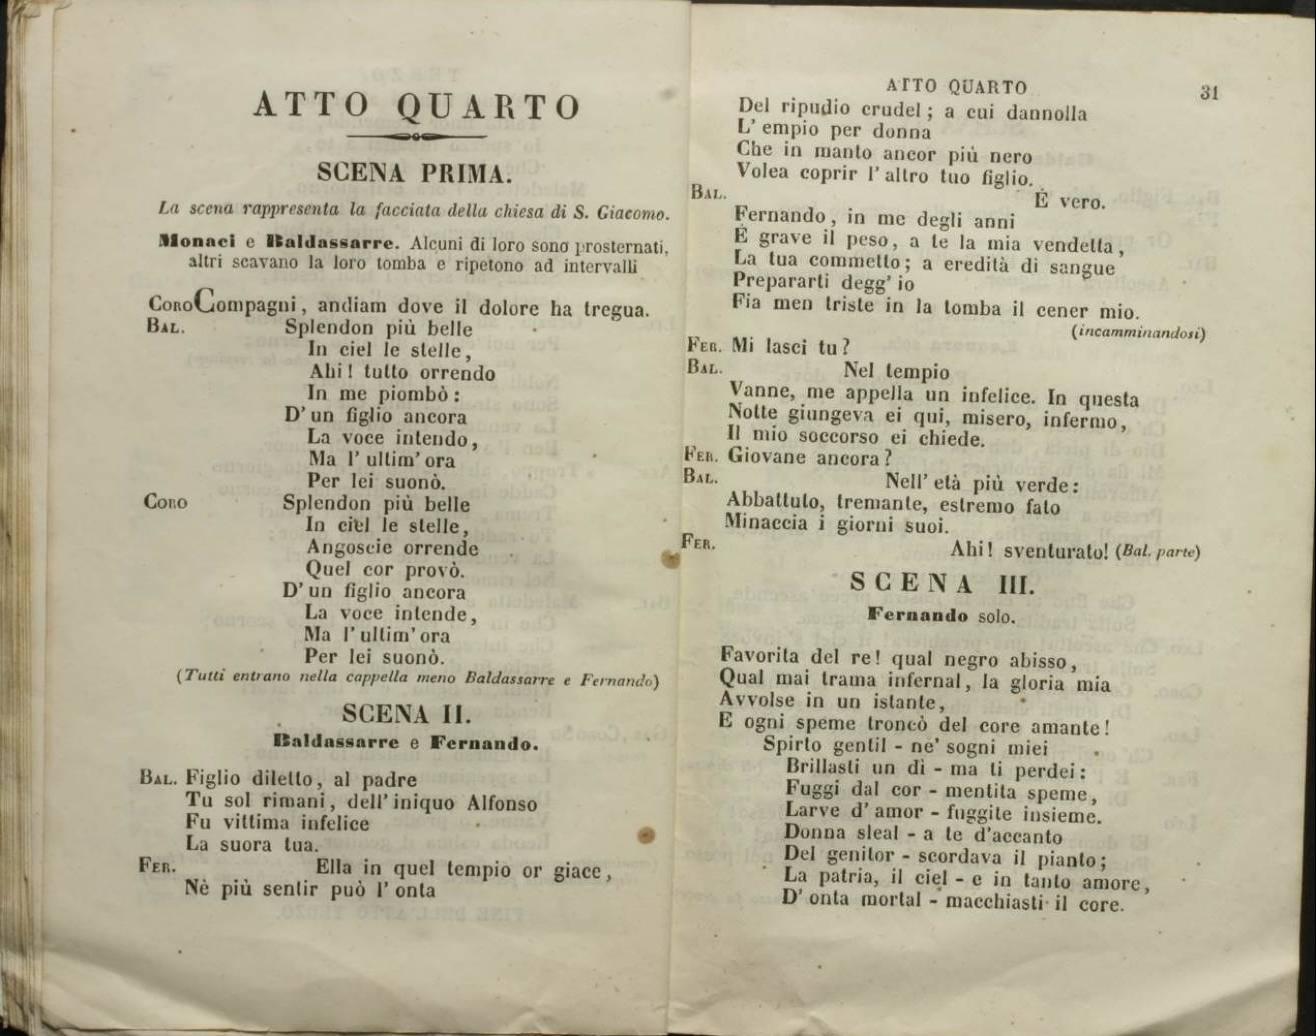 ATTO QUARTO
SCENA PRIMA.
La scena rappresenta la facciata della chiesa di S. Giacomo.
Monaci e Baldassarre. Alcuni di loro sono prosternati,
altri scavano la loro tomba e ripetono ad intervalli
CORO Compagni, andiam dove il dolore ha tregua.
BAL. Splendon più belle
In ciel le stelle,
Ahi! tutto orrendo
In me piombò:
D'un figlio ancora
La voce intendo,
Ma l'ultim'ora
Per lei suonò.
CORO Splendon più belle
In ciel le stelle,
Angoscie orrende
Quel cor provò.
D'un figlio ancora
La voce intende,
Ma l'ultim'ora
Per lei suonò.
(Tutti entrano nella cappella meno Baldassarre e Fernando)
SCENA II.
Baldassarre e Fernando.
BAL. Figlio diletto, al padre
Tu sol rimani, dell'iniquo Alfonso
Fu vittima infelice
La suora tua.
FER. Ella in quel tempio or giace,
Nè più sentir può l'onta
ATTO QUARTO 31
Del ripudio crudel; a cui dannolla
L'empio per donna
Che in manto ancor più nero
Volea coprir l'altro tuo figlio.
BAL. È vero.
Fernando, in me degli anni
È grave il peso, a te la mia vendetta,
La tua commetto; a eredità di sangue
Prepararti degg'io
Fia men triste in la tomba il cener mio.
(incamminandosi)
FER. Mi lasci tu?
BAL. Nel tempio
Vanne, me appella un infelice. In questa
Notte giungeva ei qui, misero, infermo,
Il mio soccorso ei chiede.
FER. Giovane ancora?
BAL. Nell'età più verde:
Abbattuto, tremante, estremo fato
Minaccia i giorni suoi.
FER. Ahi! sventurato! (Bal. parte)
SCENA III.
Fernando solo.
Favorita del re! qual negro abisso,
Qual mai trama infernal, la gloria mia
Avvolse in un istante,
E ogni speme troncò del core amante!
Spirto gentil - ne' sogni miei
Brillasti un dì - ma ti perdei:
Fuggi dal cor - mentita speme,
Larve d'amor - fuggite insieme.
Donna sleal - a te d'accanto
Del genitor - scordava il pianto;
La patria, il ciel - e in tanto amore,
D'onta mortal - macchiasti il core.